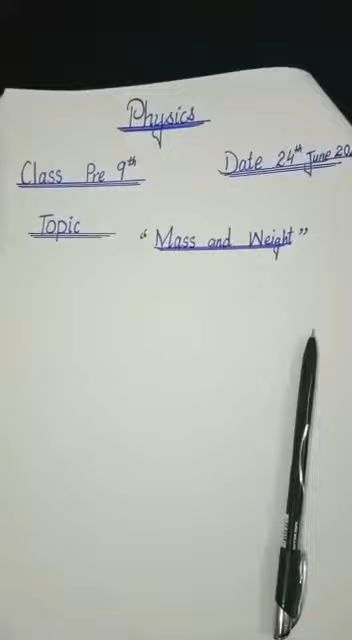 Physics
Class Pre 9th Date 24th June 20
Topic
“Mass and Weight”